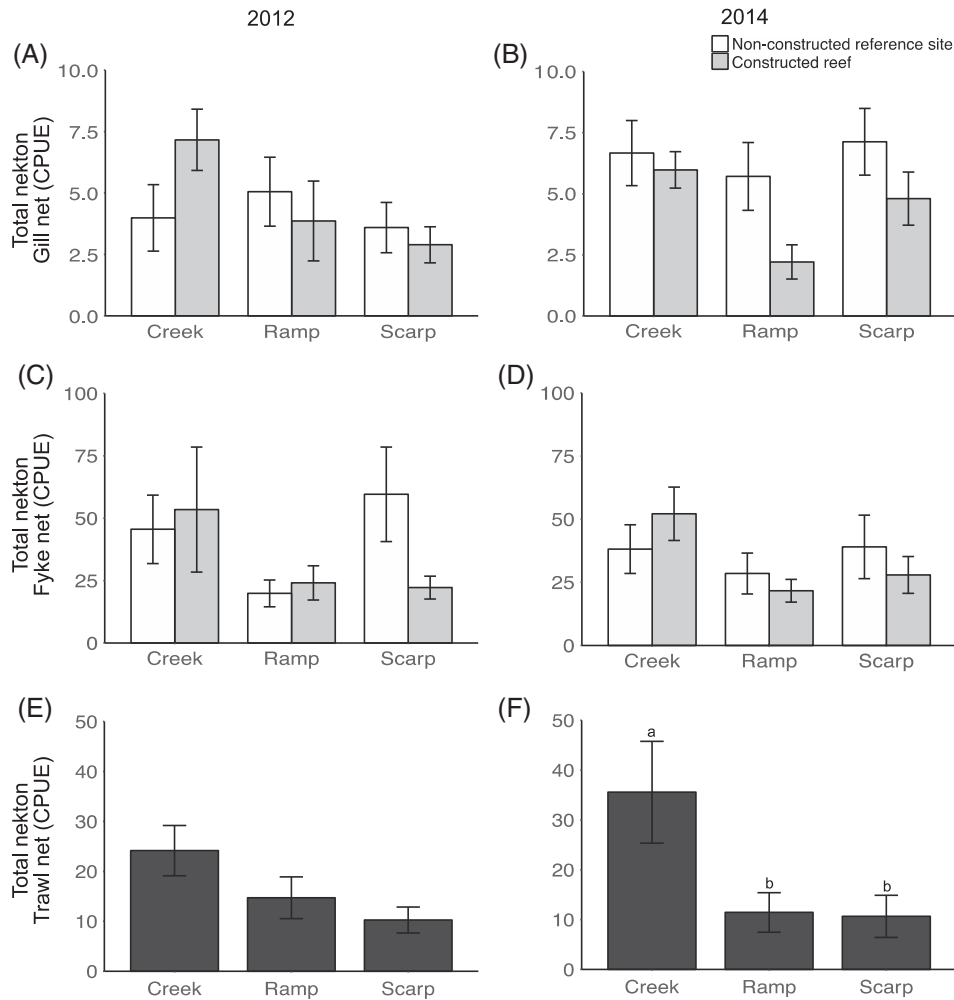 2012
2014
(A)
(B)
Non-constructed reference site
Constructed reef
Total nekton
Gill net (CPUE)
10.0
7.5
5.0
2.5
0.0
Creek Ramp Scarp
10.0
7.5
5.0
2.5
0.0
Creek Ramp Scarp
(C)
(D)
Total nekton
Fyke net (CPUE)
100
75
50
25
0
Creek Ramp Scarp
100
75
50
25
0
Creek Ramp Scarp
(E)
(F)
Total nekton
Trawl net (CPUE)
50
40
30
20
10
0
Creek Ramp Scarp
50
40
30
20
10
0
a
b
b
Creek Ramp Scarp